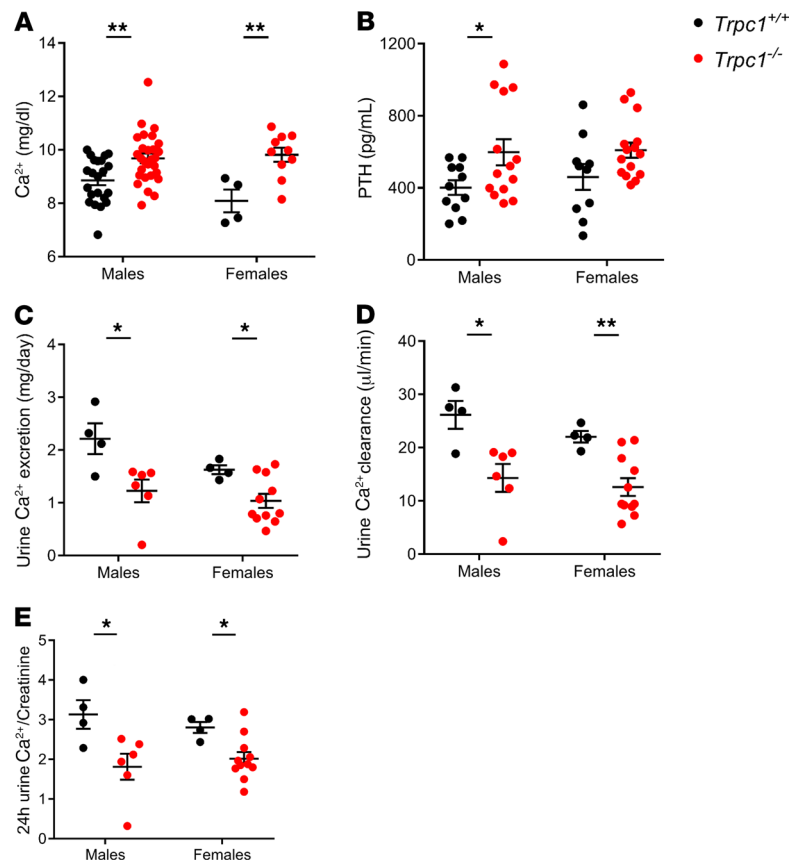 A
B
Trpc1+/+
Trpc1-/-
**
**
*
Ca2+ (mg/dl)
14
12
10
8
6
Males
Females
PTH (pg/mL)
1200
800
400
0
Males
Females
C
D
*
*
*
**
Urine Ca2+ excretion (mg/day)
4
3
2
1
0
Males
Females
Urine Ca2+ clearance (µl/min)
40
30
20
10
0
Males
Females
E
*
*
24h urine Ca2+/Creatinine
5
4
3
2
1
0
Males
Females